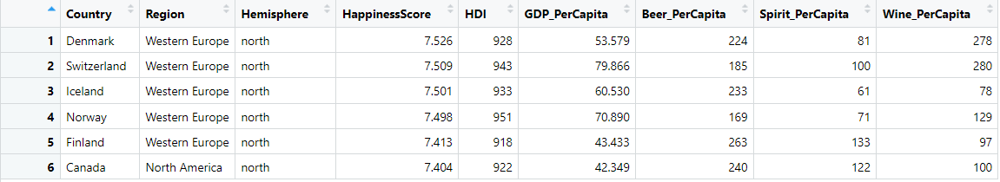 Country Region Hemisphere HappinessScore HDI GDP_PerCapita Beer_PerCapita Spirit_PerCapita Wine_PerCapita
1 Denmark Western Europe north 7.526 928 53.579 224 81 278
2 Switzerland Western Europe north 7.509 943 79.866 185 100 280
3 Iceland Western Europe north 7.501 933 60.530 233 61 78
4 Norway Western Europe north 7.498 951 70.890 169 71 129
5 Finland Western Europe north 7.413 918 43.433 263 133 97
6 Canada North America north 7.404 922 42.349 240 122 100